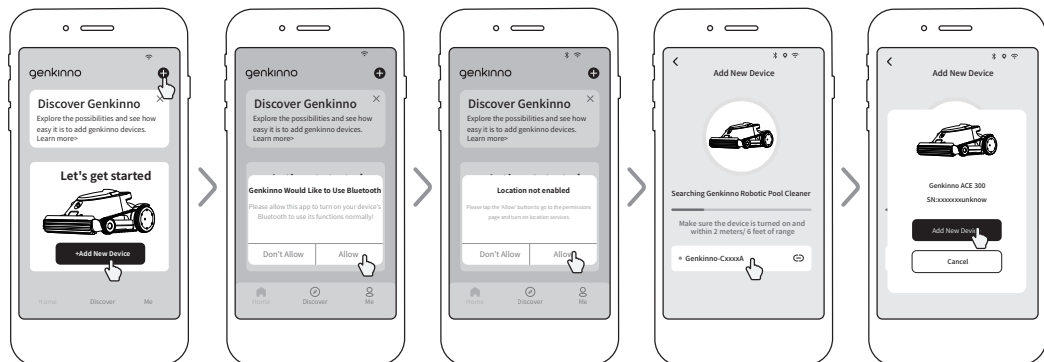 genkinno
Discover Genkinno
Explore the possibilities and see how
easy it is to add genkinno devices.
Learn more>
Let's get started
+Add New Device
Home Discover Me
genkinno
Discover Genkinno
Explore the possibilities and see how
easy it is to add genkinno devices.
Learn more>
Genkinno Would Like to Use Bluetooth
Please allow this app to turn on your device's
Bluetooth to use its functions normally!
Don't Allow Allow
Home Discover Me
genkinno
Discover Genkinno
Explore the possibilities and see how
easy it is to add genkinno devices.
Learn more>
Location not enabled
Please tap the 'Allow' button to go to the permissions
page and turn on location services.
Don't Allow Allow
Home Discover Me
Add New Device
Searching Genkinno Robotic Pool Cleaner
Make sure the device is turned on and
within 2 meters/ 6 feet of range
Genkinno-CxxxxA
Add New Device
Genkinno ACE 300
SN:xxxxxxxunknow
Add New Device
Cancel